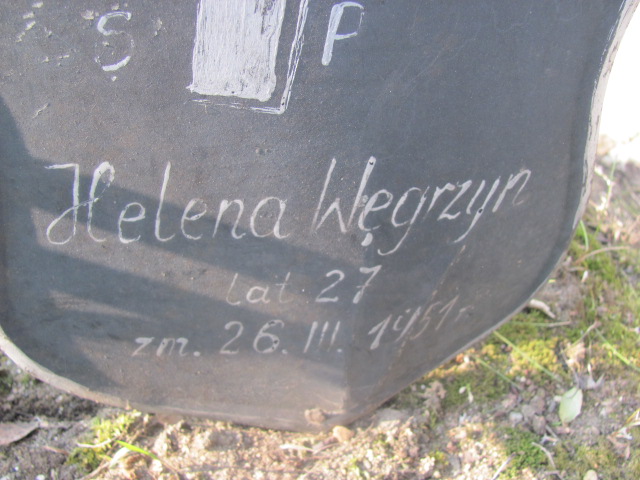 Ś P
Helena Węgrzyn
lat 27
zm. 26. III. 1951 r